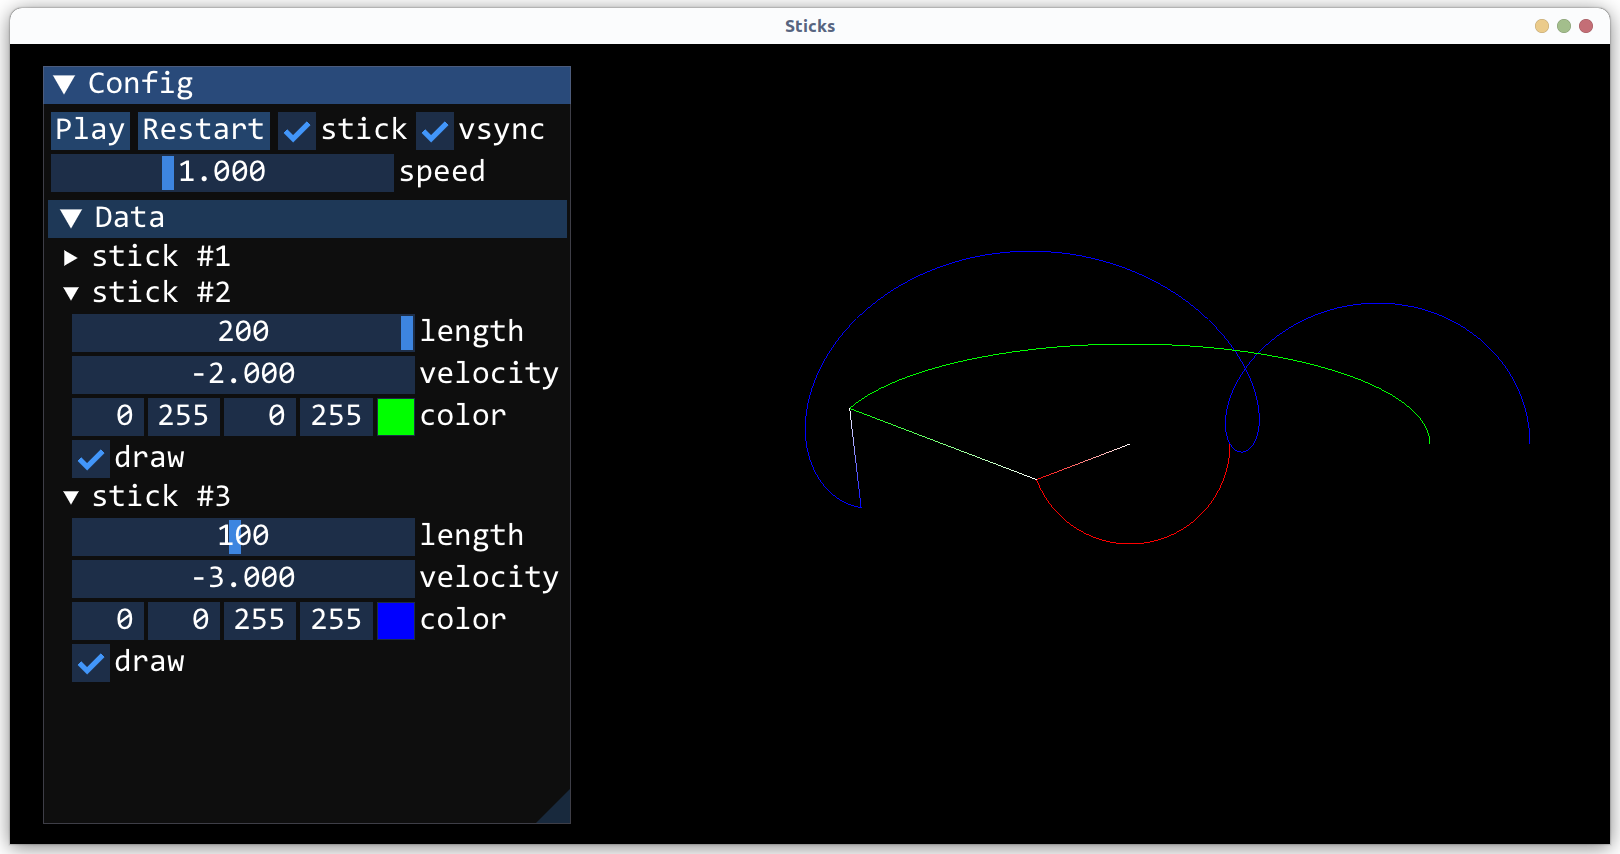 Sticks
Config
Play Restart stick vsync
1.000 speed
Data
stick #1
stick #2
200 length
-2.000 velocity
0 255 0 255 color
draw
stick #3
100 length
-3.000 velocity
0 0 255 255 color
draw